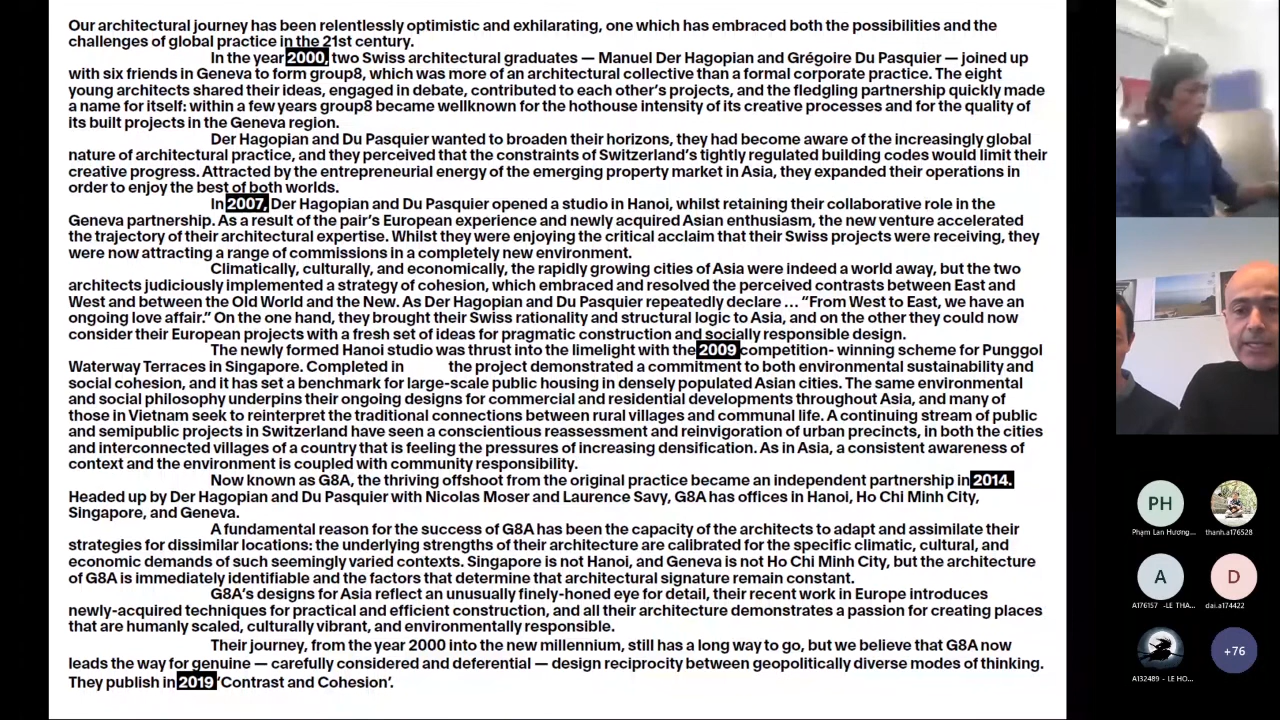 Our architectural journey has been relentlessly optimistic and exhilarating, one which has embraced both the possibilities and the
challenges of global practice in the 21st century.
In the year 2000, two Swiss architectural graduates — Manuel Der Hagopian and Grégoire Du Pasquier — joined up
with six friends in Geneva to form group8, which was more of an architectural collective than a formal corporate practice. The eight
young architects shared their ideas, engaged in debate, contributed to each other's projects, and the fledgling partnership quickly made
a name for itself: within a few years group8 became wellknown for the hothouse intensity of its creative processes and for the quality of
its built projects in the Geneva region.
Der Hagopian and Du Pasquier wanted to broaden their horizons, they had become aware of the increasingly global
nature of architectural practice, and they perceived that the constraints of Switzerland's tightly regulated building codes would limit their
creative progress. Attracted by the entrepreneurial energy of the emerging property market in Asia, they expanded their operations in
order to enjoy the best of both worlds.
In 2007, Der Hagopian and Du Pasquier opened a studio in Hanoi, whilst retaining their collaborative role in the
Geneva partnership. As a result of the pair's European experience and newly acquired Asian enthusiasm, the new venture accelerated
the trajectory of their architectural expertise. Whilst they were enjoying the critical acclaim that their Swiss projects were receiving, they
were now attracting a range of commissions in a completely new environment.
Climatically, culturally, and economically, the rapidly growing cities of Asia were indeed a world away, but the two
architects judiciously implemented a strategy of cohesion, which embraced and resolved the perceived contrasts between East and
West and between the Old World and the New. As Der Hagopian and Du Pasquier repeatedly declare … “From West to East, we have an
ongoing love affair.” On the one hand, they brought their Swiss rationality and structural logic to Asia, and on the other they could now
consider their European projects with a fresh set of ideas for pragmatic construction and socially responsible design.
The newly formed Hanoi studio was thrust into the limelight with the 2009 competition- winning scheme for Punggol
Waterway Terraces in Singapore. Completed in the project demonstrated a commitment to both environmental sustainability and
social cohesion, and it has set a benchmark for large-scale public housing in densely populated Asian cities. The same environmental
and social philosophy underpins their ongoing designs for commercial and residential developments throughout Asia, and many of
those in Vietnam seek to reinterpret the traditional connections between rural villages and communal life. A continuing stream of public
and semipublic projects in Switzerland have seen a conscientious reassessment and reinvigoration of urban precincts, in both the cities
and interconnected villages of a country that is feeling the pressures of increasing densification. As in Asia, a consistent awareness of
context and the environment is coupled with community responsibility.
Now known as G8A, the thriving offshoot from the original practice became an independent partnership in 2014.
Headed up by Der Hagopian and Du Pasquier with Nicolas Moser and Laurence Savy, G8A has offices in Hanoi, Ho Chi Minh City,
Singapore, and Geneva.
A fundamental reason for the success of G8A has been the capacity of the architects to adapt and assimilate their
strategies for dissimilar locations: the underlying strengths of their architecture are calibrated for the specific climatic, cultural, and
economic demands of such seemingly varied contexts. Singapore is not Hanoi, and Geneva is not Ho Chi Minh City, but the architecture
of G8A is immediately identifiable and the factors that determine that architectural signature remain constant.
G8A's designs for Asia reflect an unusually finely-honed eye for detail, their recent work in Europe introduces
newly-acquired techniques for practical and efficient construction, and all their architecture demonstrates a passion for creating places
that are humanly scaled, culturally vibrant, and environmentally responsible.
Their journey, from the year 2000 into the new millennium, still has a long way to go, but we believe that G8A now
leads the way for genuine — carefully considered and deferential — design reciprocity between geopolitically diverse modes of thinking.
They publish in 2019 ‘Contrast and Cohesion’.
PH
Phạm Lan Hương...
thanh.a176528
A
A176157 -LE THA...
D
dai.a174422
A132489 - LE HO...
+76